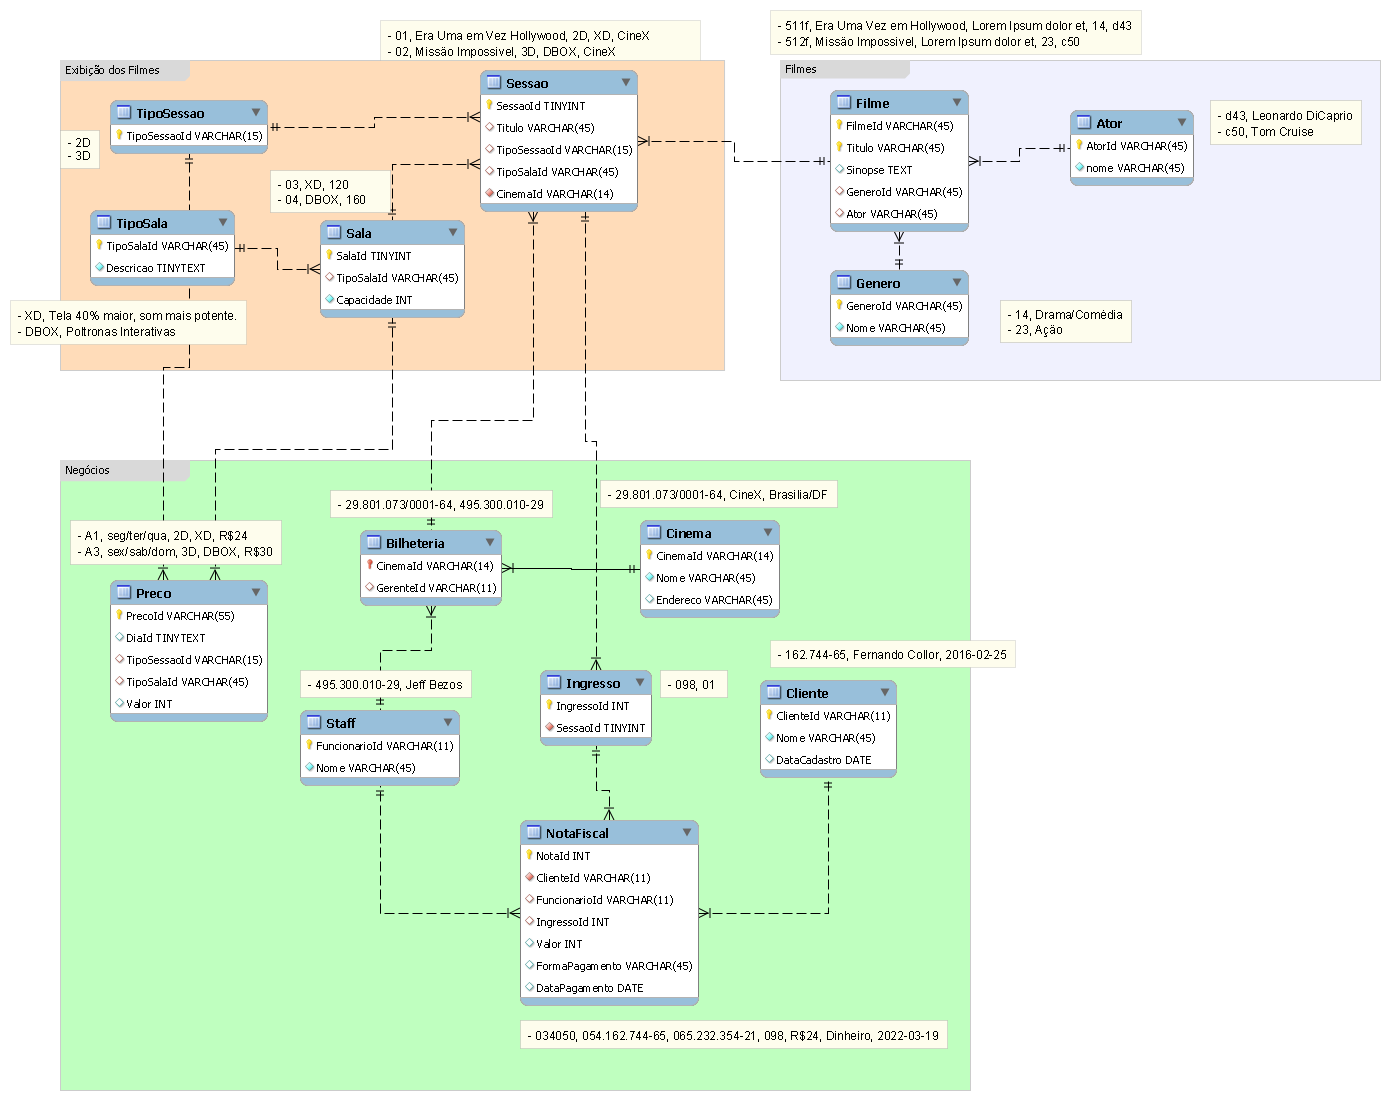 - 01, Era Uma em Vez Hollywood, 2D, XD, CineX
- 02, Missão Impossivel, 3D, DBOX, CineX
- 511f, Era Uma Vez em Hollywood, Lorem Ipsum dolor et, 14, d43
- 512f, Missão Impossivel, Lorem Ipsum dolor et, 23, c50
Exibição dos Filmes
TipoSessao
TipoSessaoId VARCHAR(15)
- 2D
- 3D
Sessao
SessaoId TINYINT
Titulo VARCHAR(45)
TipoSessaoId VARCHAR(15)
TipoSalaId VARCHAR(45)
CinemaId VARCHAR(14)
- 03, XD, 120
- 04, DBOX, 160
TipoSala
TipoSalaId VARCHAR(45)
Descricao TINYTEXT
Sala
SalaId TINYINT
TipoSalaId VARCHAR(45)
Capacidade INT
- XD, Tela 40% maior, som mais potente.
- DBOX, Poltronas Interativas
Filmes
Filme
FilmeId VARCHAR(45)
Titulo VARCHAR(45)
Sinopse TEXT
GeneroId VARCHAR(45)
Ator VARCHAR(45)
Ator
AtorId VARCHAR(45)
nome VARCHAR(45)
- d43, Leonardo DiCaprio
- c50, Tom Cruise
Genero
GeneroId VARCHAR(45)
Nome VARCHAR(45)
- 14, Drama/Comédia
- 23, Ação
Negócios
- 29.801.073/0001-64, 495.300.010-29
- 29.801.073/0001-64, CineX, Brasilia/DF
- A1, seg/ter/qua, 2D, XD, R$24
- A3, sex/sab/dom, 3D, DBOX, R$30
Bilheteria
CinemaId VARCHAR(14)
GerenteId VARCHAR(11)
Cinema
CinemaId VARCHAR(14)
Nome VARCHAR(45)
Endereco VARCHAR(45)
Preco
PrecoId VARCHAR(55)
DiaId TINYTEXT
TipoSessaoId VARCHAR(15)
TipoSalaId VARCHAR(45)
Valor INT
- 162.744-65, Fernando Collor, 2016-02-25
- 495.300.010-29, Jeff Bezos
Ingresso
IngressoId INT
SessaoId TINYINT
- 098, 01
Cliente
ClienteId VARCHAR(11)
Nome VARCHAR(45)
DataCadastro DATE
Staff
FuncionarioId VARCHAR(11)
Nome VARCHAR(45)
NotaFiscal
NotaId INT
ClienteId VARCHAR(11)
FuncionarioId VARCHAR(11)
IngressoId INT
Valor INT
FormaPagamento VARCHAR(45)
DataPagamento DATE
- 034050, 054.162.744-65, 065.232.354-21, 098, R$24, Dinheiro, 2022-03-19